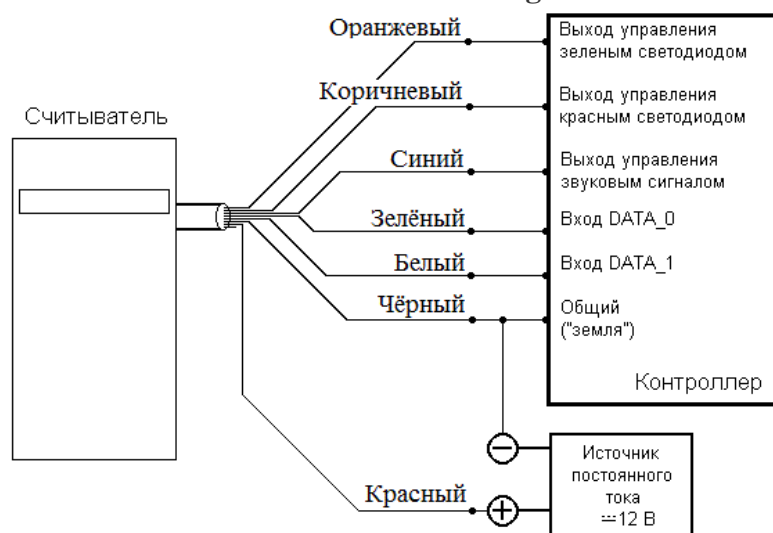 Оранжевый
Выход управления
зеленым светодиодом
Коричневый
Выход управления
красным светодиодом
Считыватель
Синий
Выход управления
звуковым сигналом
Зелёный
Вход DATA_0
Белый
Вход DATA_1
Чёрный
Общий
("земля")
Контроллер
Источник
постоянного
тока
⎓12 В
Красный